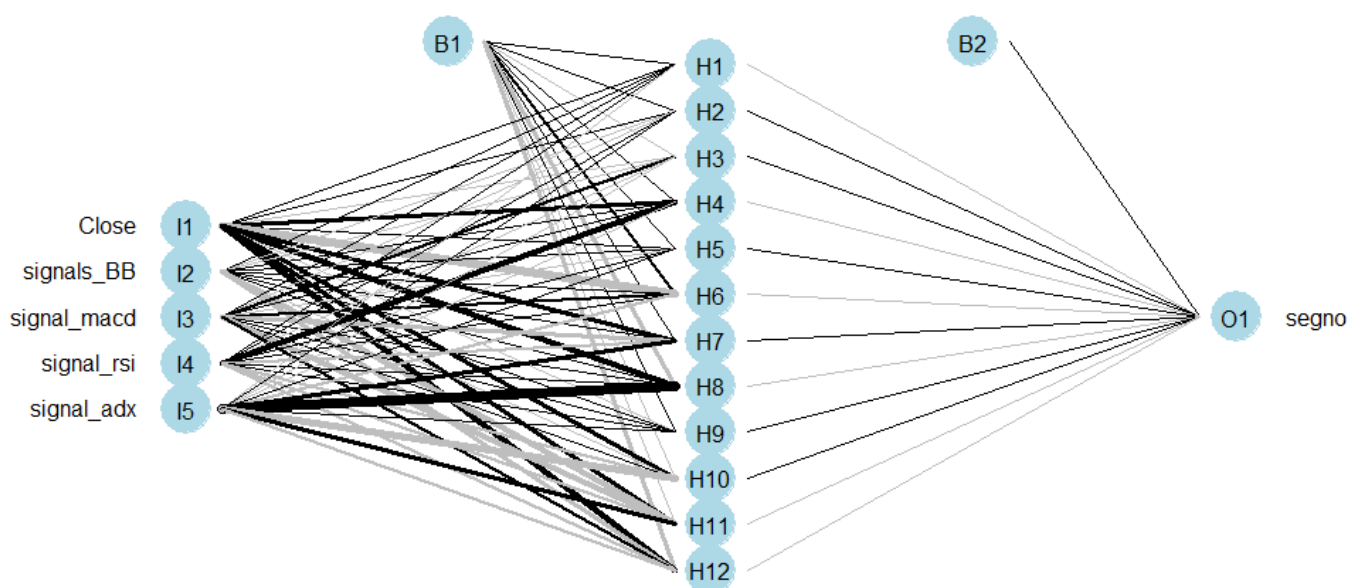 B1
B2
H1
H2
H3
H4
Close I1
H5
signals_BB I2
H6
signal_macd I3
O1 segno
H7
signal_rsi I4
H8
signal_adx I5
H9
H10
H11
H12